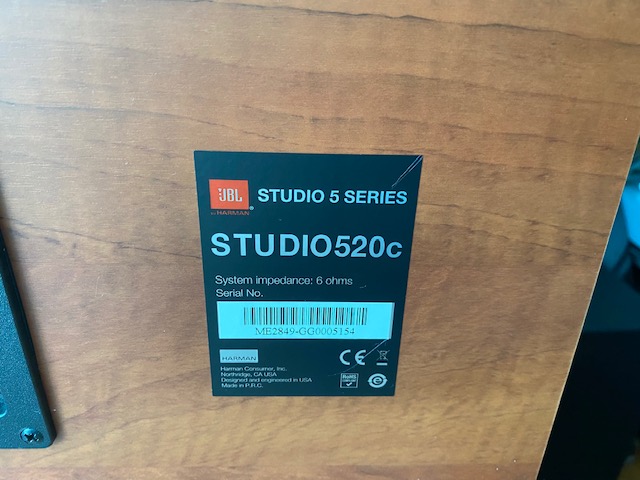 JBL
by HARMAN
STUDIO 5 SERIES
STUDIO520c
System impedance: 6 ohms
Serial No.
ME2849-GG0005154
HARMAN
Harman Consumer, Inc.
Northridge, CA USA
Designed and engineered in USA
Made in P.R.C.
CE
RoHS